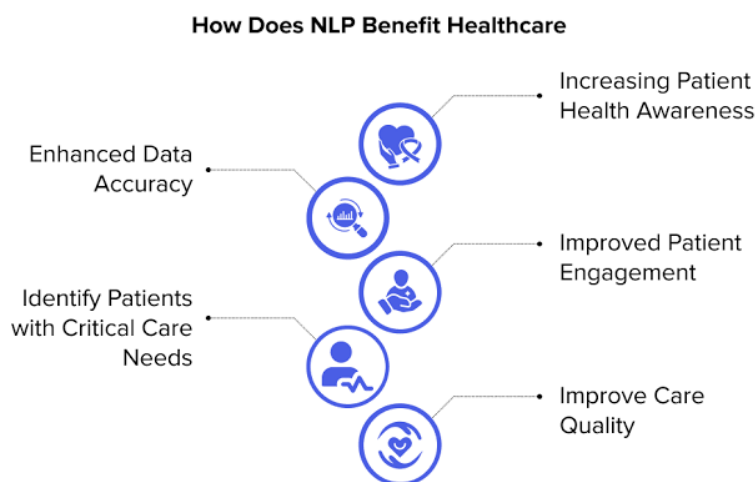 How Does NLP Benefit Healthcare
Increasing Patient
Health Awareness
Enhanced Data
Accuracy
Improved Patient
Engagement
Identify Patients
with Critical Care
Needs
Improve Care
Quality